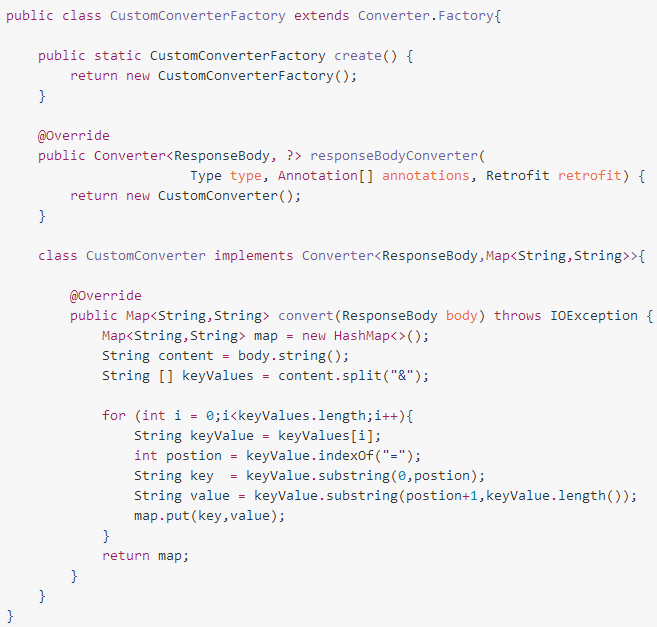 public class CustomConverterFactory extends Converter.Factory{
public static CustomConverterFactory create() {
return new CustomConverterFactory();
}
@Override
public Converter<ResponseBody, ?> responseBodyConverter(
Type type, Annotation[] annotations, Retrofit retrofit) {
return new CustomConverter();
}
class CustomConverter implements Converter<ResponseBody,Map<String,String>>{
@Override
public Map<String,String> convert(ResponseBody body) throws IOException {
Map<String,String> map = new HashMap<>();
String content = body.string();
String [] keyValues = content.split("&");
for (int i = 0;i<keyValues.length;i++){
String keyValue = keyValues[i];
int postion = keyValue.indexOf("=");
String key  = keyValue.substring(0,postion);
String value = keyValue.substring(postion+1,keyValue.length());
map.put(key,value);
}
return map;
}
}
}